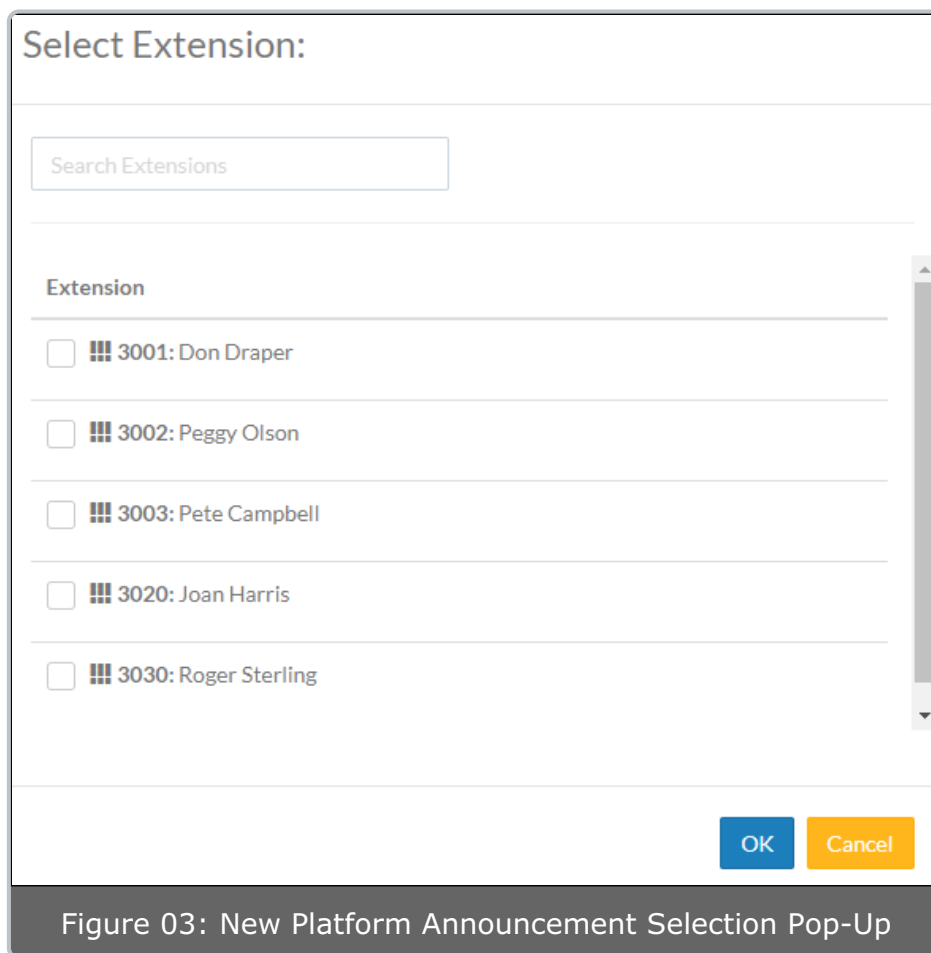 Select Extension:
Search Extensions
Extension
3001: Don Draper
3002: Peggy Olson
3003: Pete Campbell
3020: Joan Harris
3030: Roger Sterling
OK Cancel
Figure 03: New Platform Announcement Selection Pop-Up